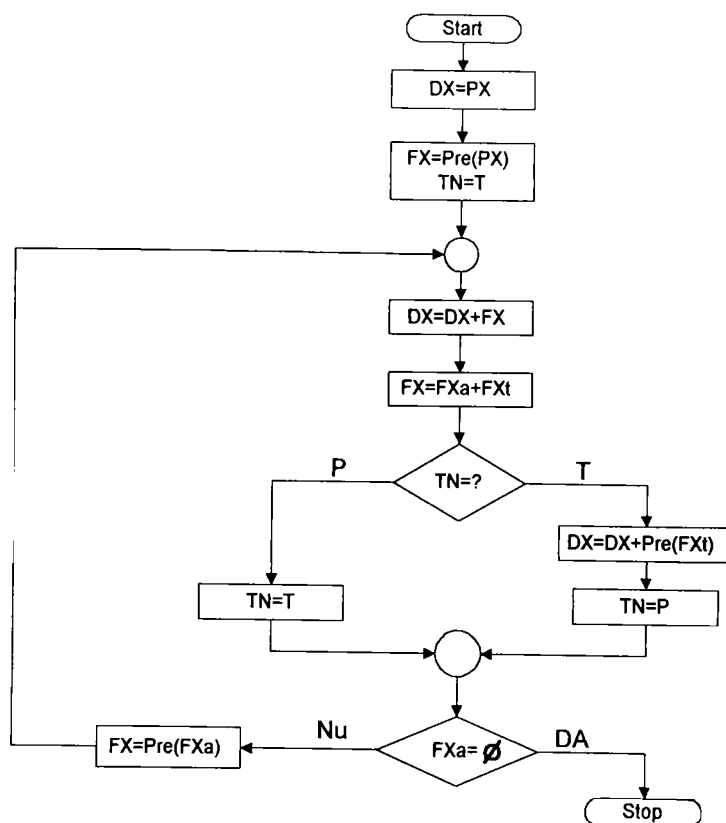 Start
DX=PX
FX=Pre(PX)
TN=T
DX=DX+FX
FX=FXa+FXt
P
TN=?
T
DX=DX+Pre(FXt)
TN=T
TN=P
Nu
FXa= Ø
DA
FX=Pre(FXa)
Stop